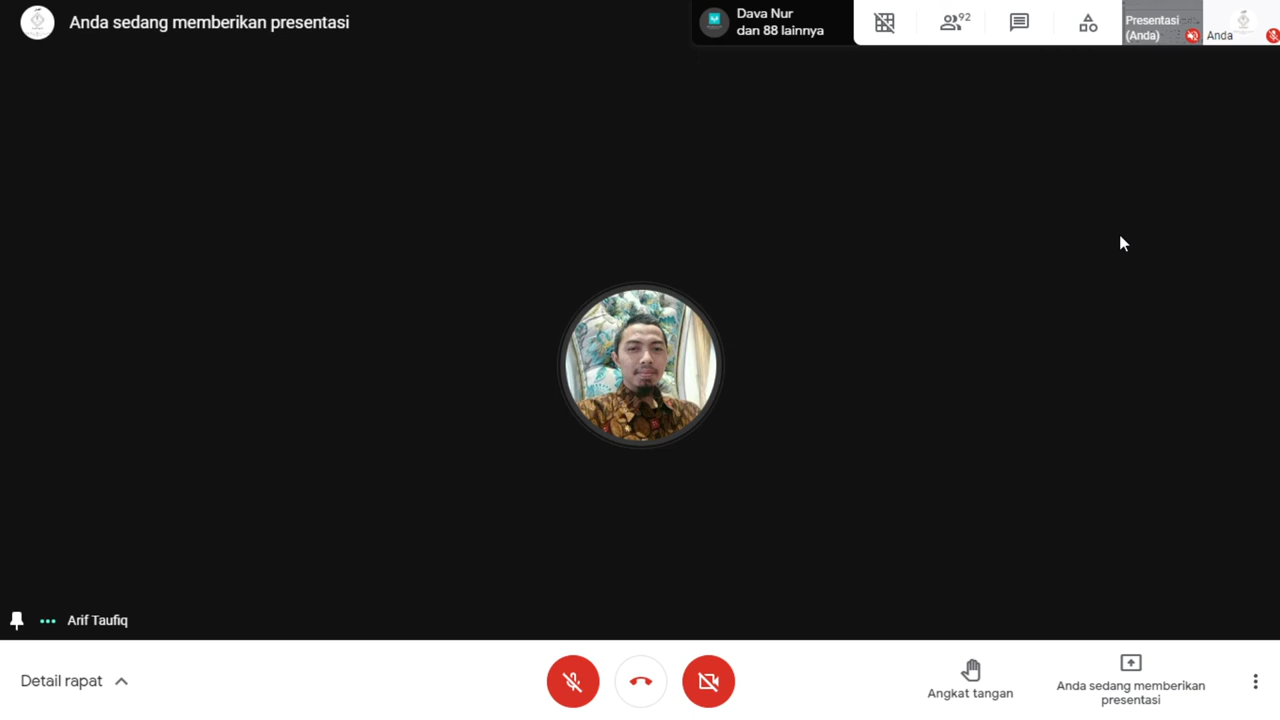 Anda sedang memberikan presentasi
Dava Nur
dan 88 lainnya
92
Presentasi
(Anda)
Anda
Arif Taufiq
Detail rapat
Angkat tangan
Anda sedang memberikan
presentasi